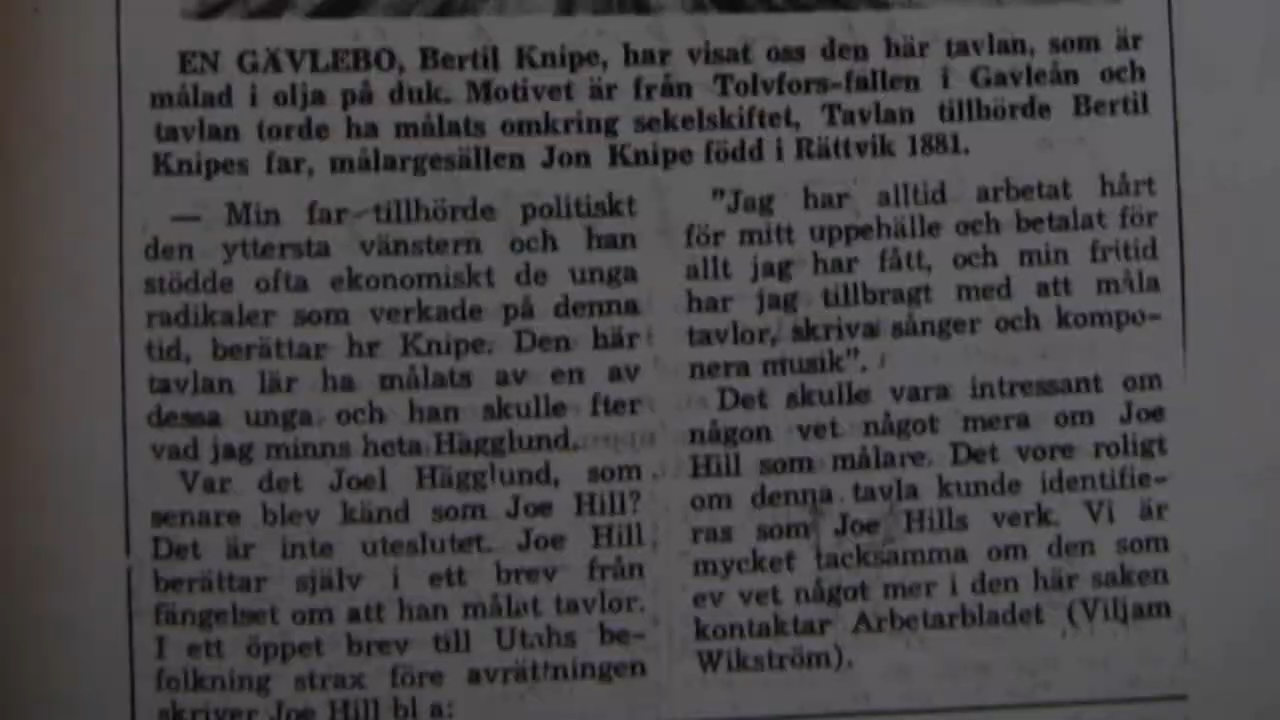 EN GÄVLEBO, Bertil Knipe, har visat oss den här tavlan, som är
målad i olja på duk. Motivet är från Tolvfors-fallen i Gavleån och
tavlan torde ha målats omkring sekelskiftet, Tavlan tillhörde Bertil
Knipes far, målargesällen Jon Knipe född i Rättvik 1881.
— Min far tillhörde politiskt
den yttersta vänstern och han
stödde ofta ekonomiskt de unga
radikaler som verkade på denna
tid, berättar hr Knipe. Den här
tavlan lär ha målats av en av
dessa unga och han skulle fter
vad jag minns heta Hägglund.
Var det Joel Hägglund, som
senare blev känd som Joe Hill?
Det är inte uteslutet. Joe Hill
berättar själv i ett brev från
fängelset om att han målat tavlor.
I ett öppet brev till Utahs be-
folkning strax före avrättningen
skriver Joe Hill bl a:
"Jag har alltid arbetat hårt
för mitt uppehälle och betalat för
allt jag har fått, och min fritid
har jag tillbragt med att måla
tavlor, skriva sånger och kompo-
nera musik".
Det skulle vara intressant om
någon vet något mera om Joe
Hill som målare. Det vore roligt
om denna tavla kunde identifie-
ras som Joe Hills verk. Vi är
mycket tacksamma om den som
ev vet något mer i den här saken
kontaktar Arbetarbladet (Viljam
Wikström).